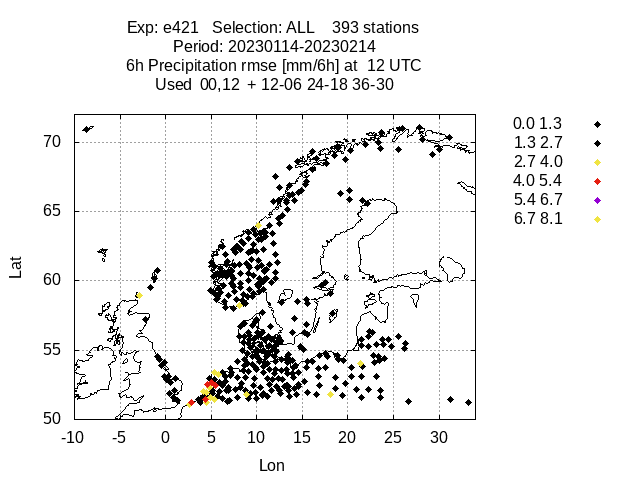 Exp: e421 Selection: ALL 393 stations
Period: 20230114-20230214
6h Precipitation rmse [mm/6h] at 12 UTC
Used 00,12 + 12-06 24-18 36-30
0.0 1.3
1.3 2.7
2.7 4.0
4.0 5.4
5.4 6.7
6.7 8.1
70
65
60
55
50
Lat
-10 -5 0 5 10 15 20 25 30
Lon